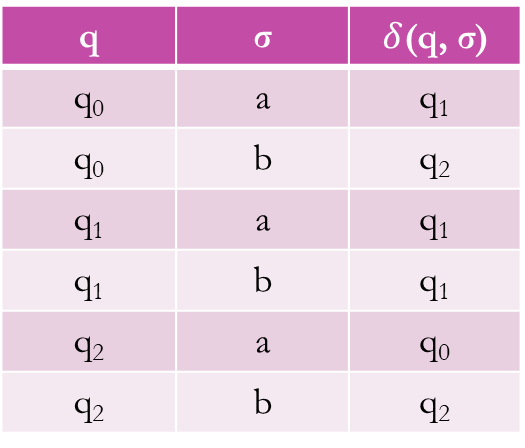 q σ δ(q, σ)
q₀ a q₁
q₀ b q₂
q₁ a q₁
q₁ b q₁
q₂ a q₀
q₂ b q₂